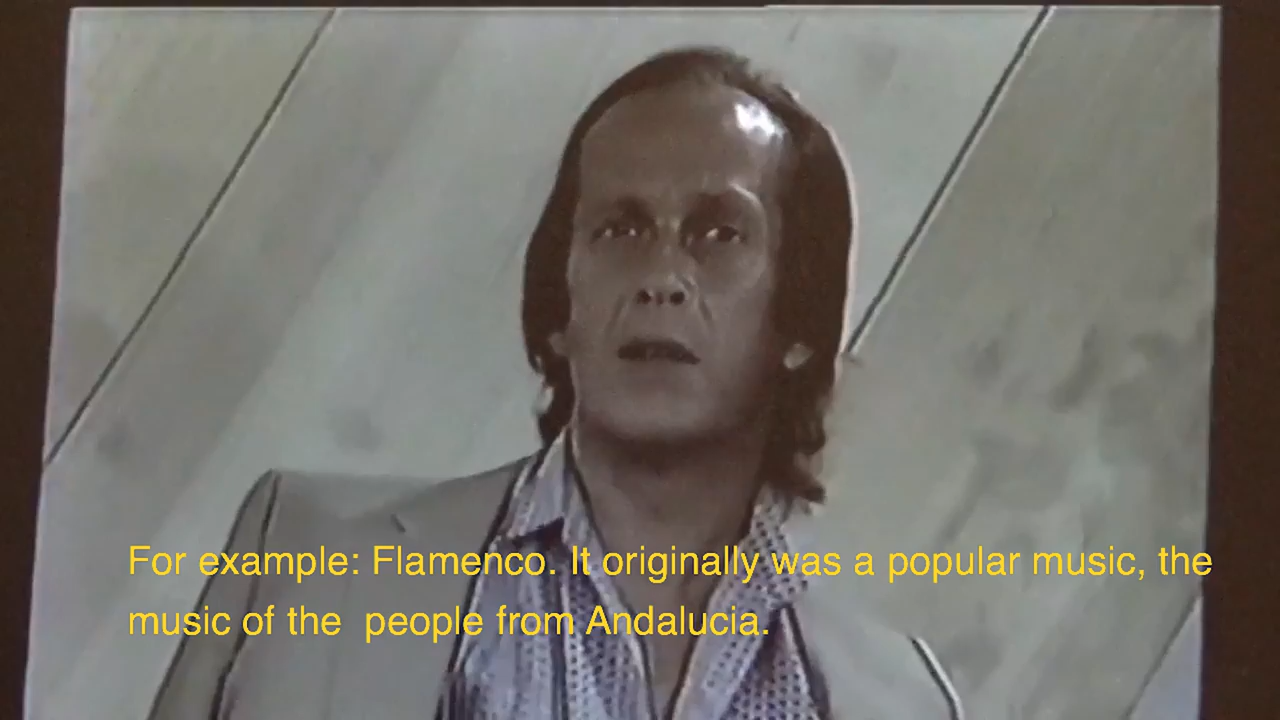 For example: Flamenco. It originally was a popular music, the
music of the  people from Andalucia.